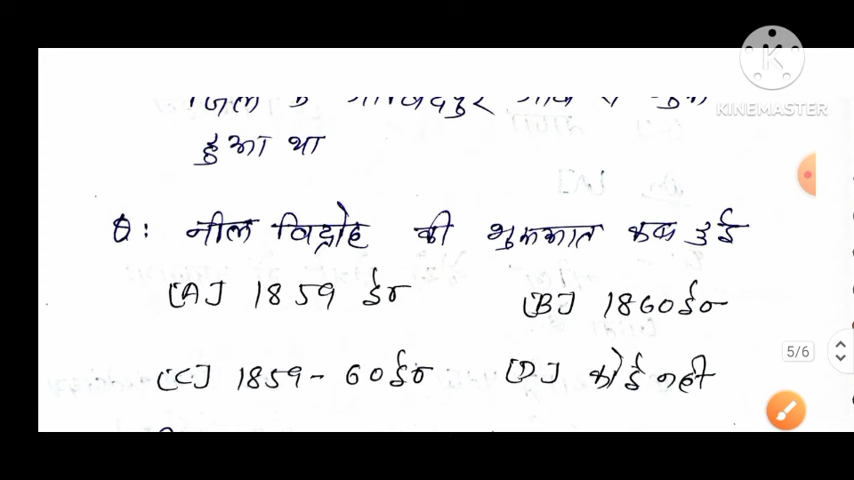 KINEMASTER
हुआ था
Q: नील विद्रोह की शुरूआत कब हुई
[A] 1859 ई०
[B] 1860 ई०
[C] 1859-60 ई०
[D] कोई नही
5/6